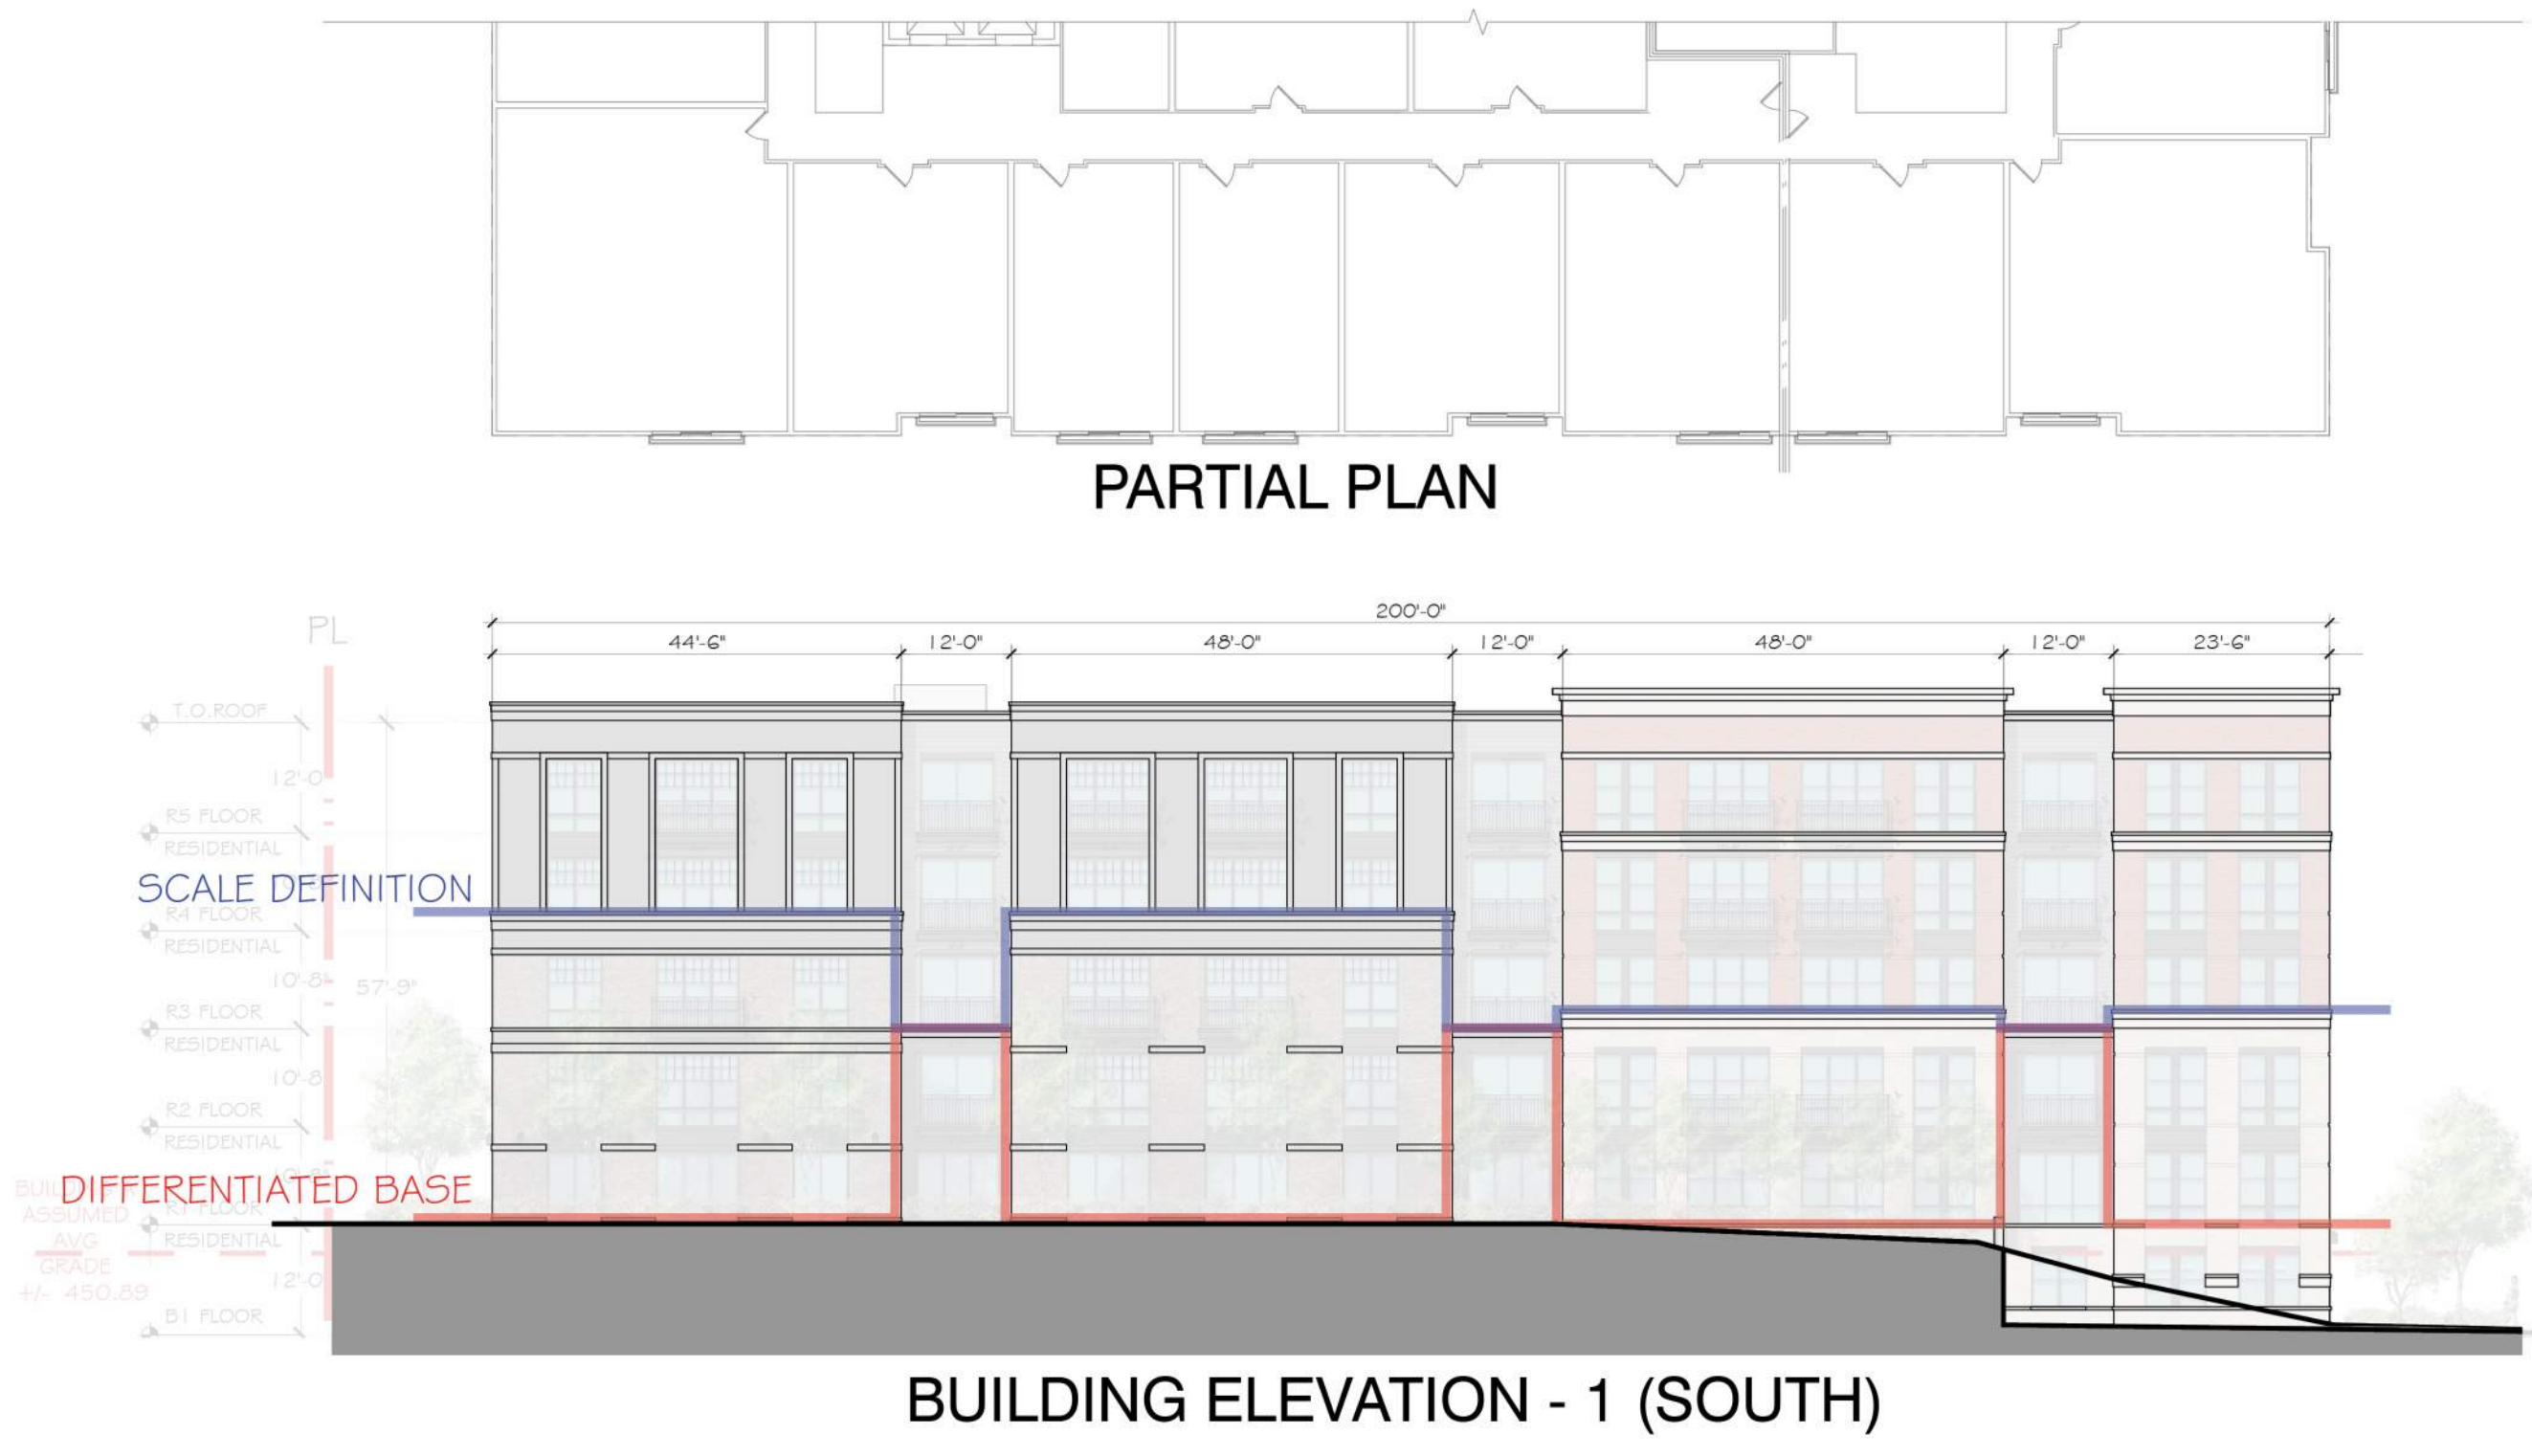 PARTIAL PLAN
200'-0"
44'-6" 12'-0" 48'-0" 12'-0" 48'-0" 12'-0" 23'-6"
PL
T.O.ROOF
12'-0
R5 FLOOR
RESIDENTIAL
SCALE DEFINITION
R4 FLOOR
RESIDENTIAL
10'-8"
57'-9"
R3 FLOOR
RESIDENTIAL
10'-8
R2 FLOOR
RESIDENTIAL
DIFFERENTIATED BASE
R1 FLOOR
RESIDENTIAL
ASSUMED
AVG
GRADE
+/- 450.89
12'-0
B1 FLOOR
BUILDING ELEVATION - 1 (SOUTH)